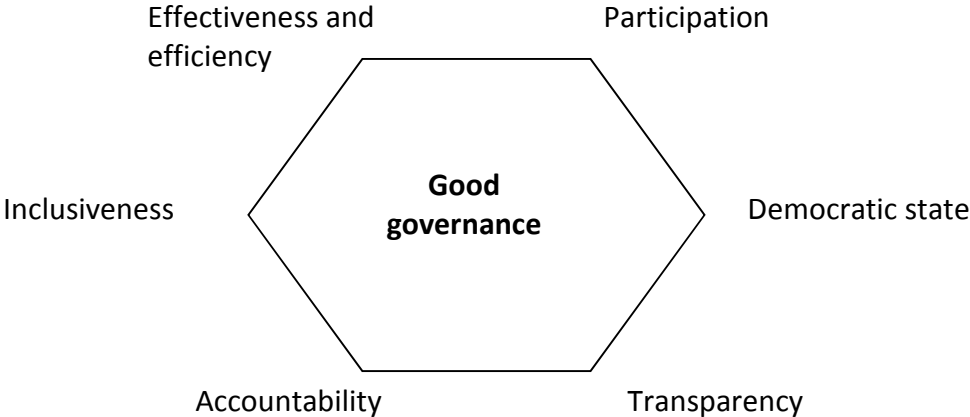 Effectiveness and
efficiency
Participation
Inclusiveness
Good
governance
Democratic state
Accountability
Transparency